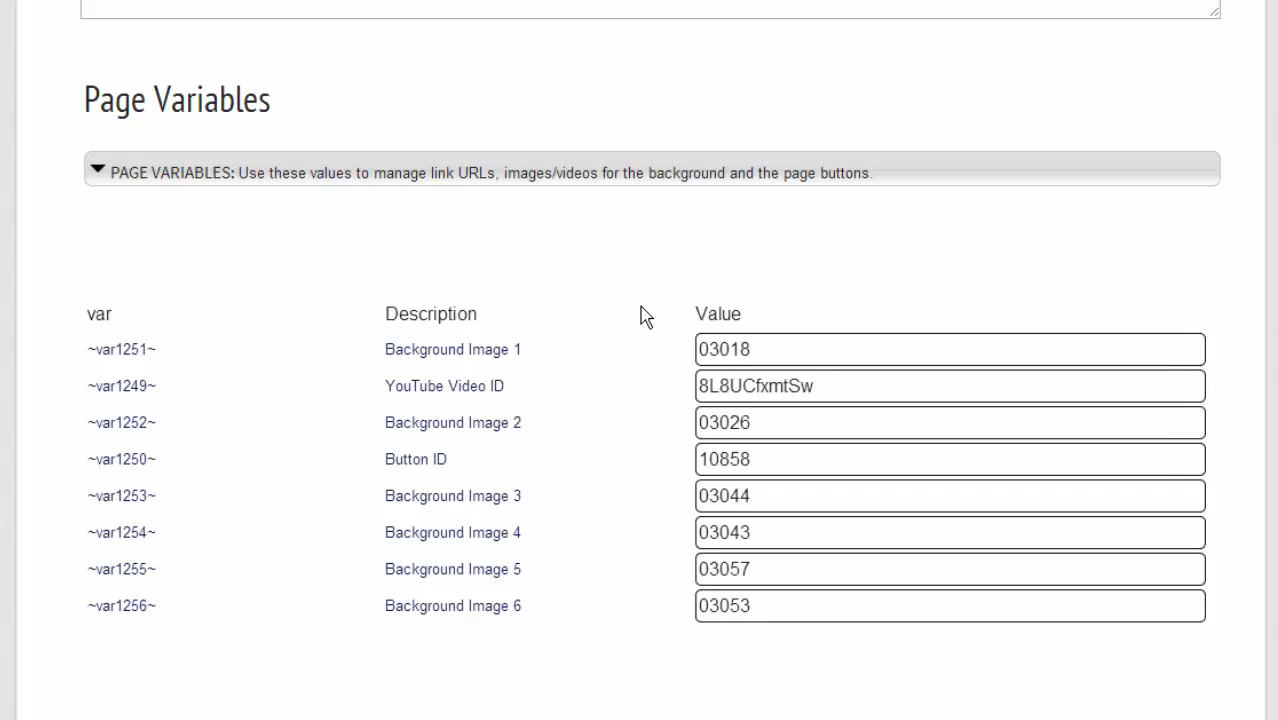 Page Variables
PAGE VARIABLES: Use these values to manage link URLs, images/videos for the background and the page buttons.
var Description Value
~var1251~ Background Image 1 03018
~var1249~ YouTube Video ID 8L8UCfxmtSw
~var1252~ Background Image 2 03026
~var1250~ Button ID 10858
~var1253~ Background Image 3 03044
~var1254~ Background Image 4 03043
~var1255~ Background Image 5 03057
~var1256~ Background Image 6 03053